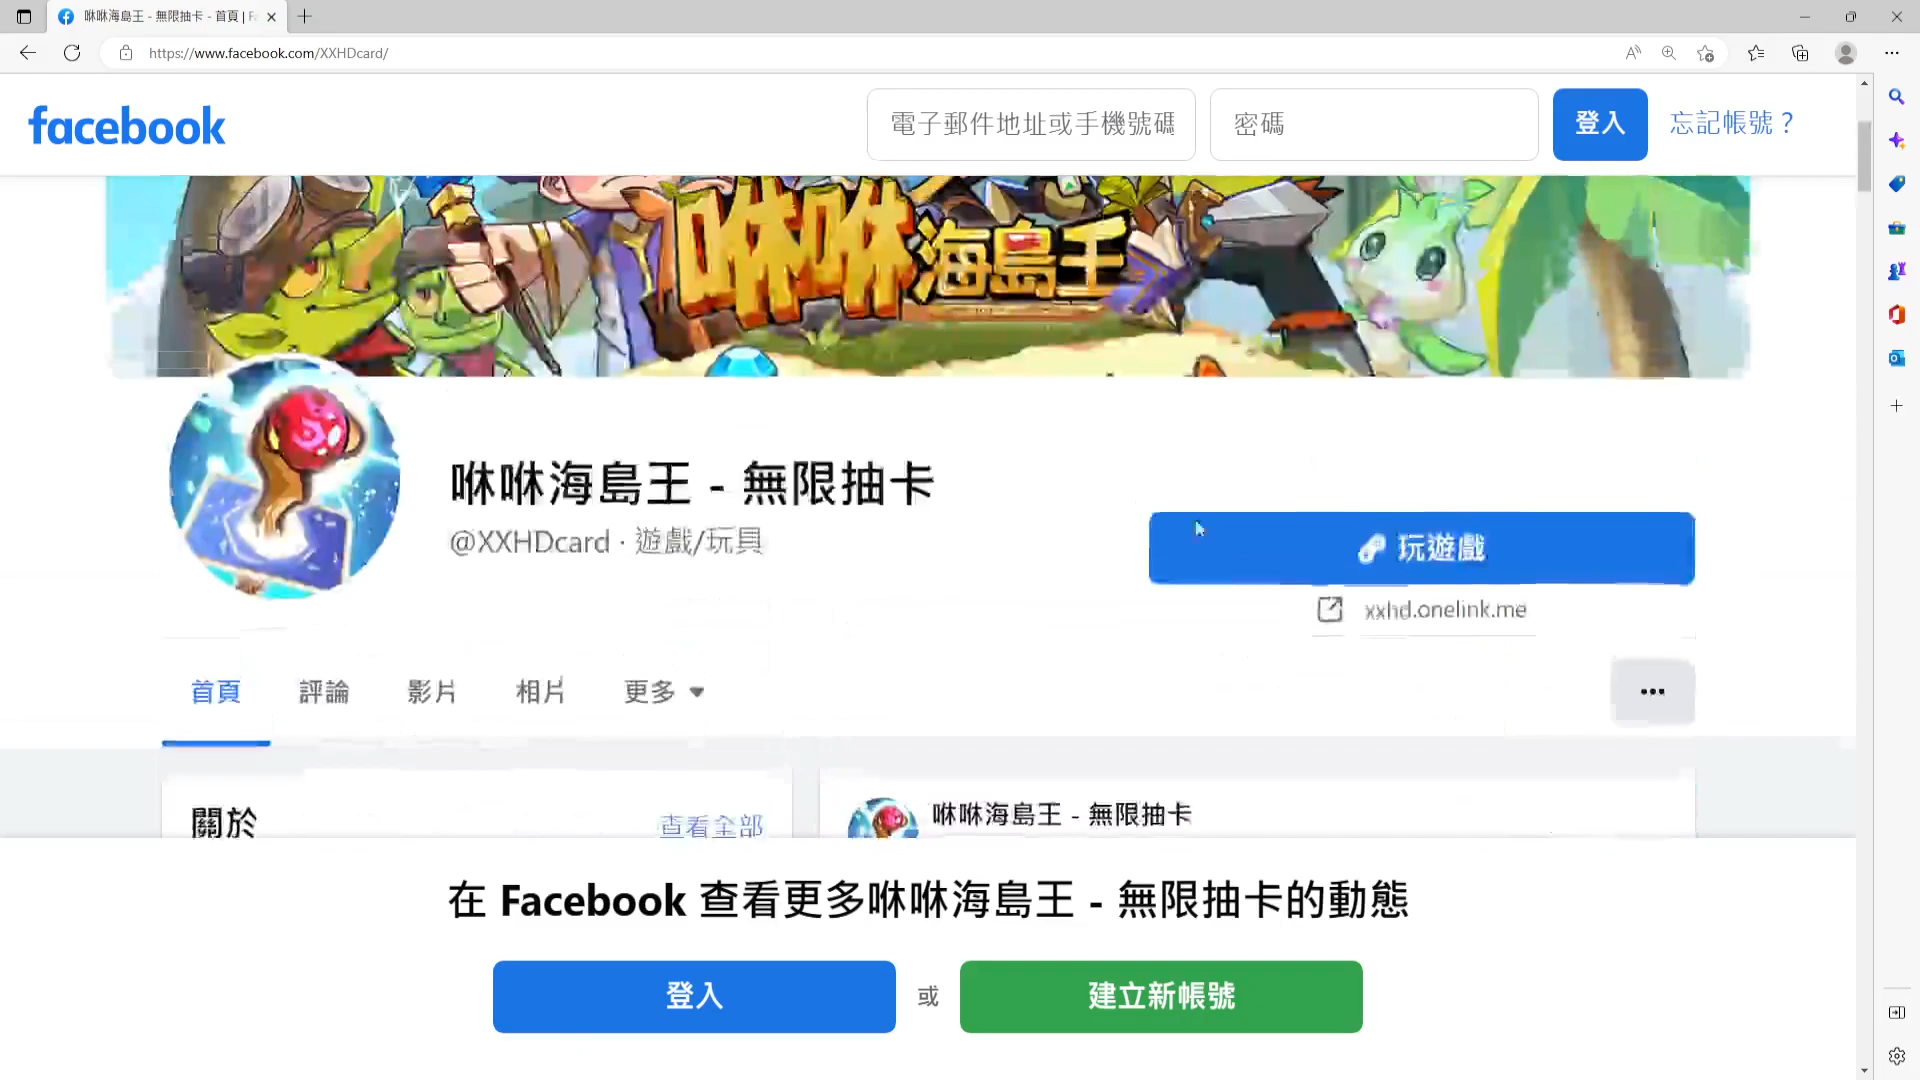 咻咻海島王 - 無限抽卡 - 首頁 | F
https://www.facebook.com/XXHDcard/
facebook
電子郵件地址或手機號碼
密碼
登入
忘記帳號？
咻咻海島王
咻咻海島王 - 無限抽卡
@XXHDcard · 遊戲/玩具
玩遊戲
xxhd.onelink.me
首頁
評論
影片
相片
更多
關於
查看全部
咻咻海島王 - 無限抽卡
在 Facebook 查看更多咻咻海島王 - 無限抽卡的動態
登入
或
建立新帳號